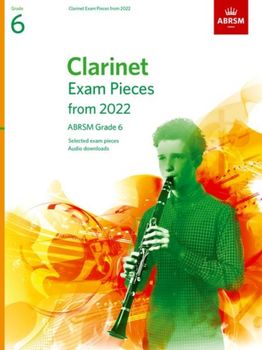 Grade
6
Clarinet Exam Pieces from 2022
ABRSM
Clarinet
Exam Pieces
from 2022
ABRSM Grade 6
Selected exam pieces
Audio downloads